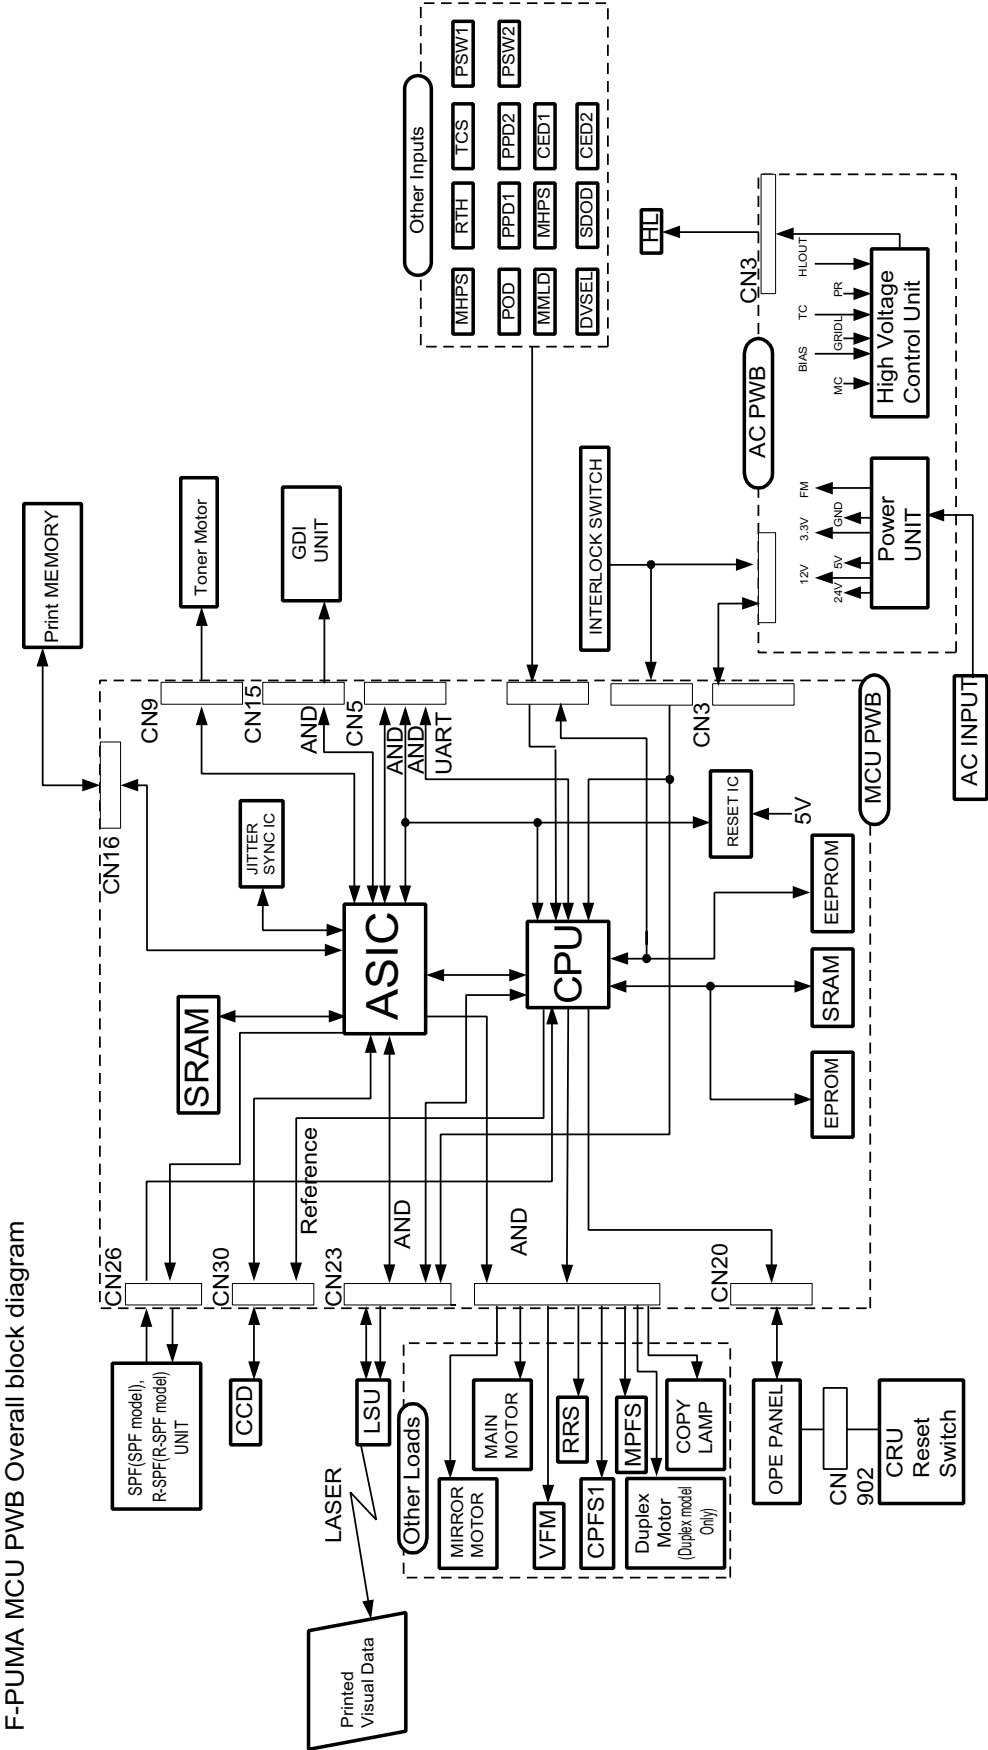 F-PUMA MCU PWB Overall block diagram
SPF(SPF model),
R-SPF(R-SPF model)
UNIT
CCD
LSU
LASER
Printed
Visual Data
Other Loads
MIRROR
MOTOR
MAIN
MOTOR
VFM
RRS
CPFS1
MPFS
Duplex
Motor
(Duplex model
Only)
COPY
LAMP
OPE PANEL
CN
902
CRU
Reset
Switch
CN26
CN30
Reference
CN23
AND
AND
CN20
SRAM
ASIC
CPU
JITTER
SYNC IC
EPROM
SRAM
EEPROM
RESET IC
5V
MCU PWB
CN16
CN9
CN15
AND
CN5
AND
AND
UART
CN3
Print MEMORY
Toner Motor
GDI
UNIT
INTERLOCK SWITCH
AC INPUT
Other Inputs
MHPS
RTH
TCS
PSW1
POD
PPD1
PPD2
PSW2
MMLD
MHPS
CED1
DVSEL
SDOD
CED2
AC PWB
CN3
HL
Power
UNIT
24V
12V
5V
3.3V
GND
FM
High Voltage
Control Unit
MC
BIAS
GRIDL
TC
PR
HLOUT